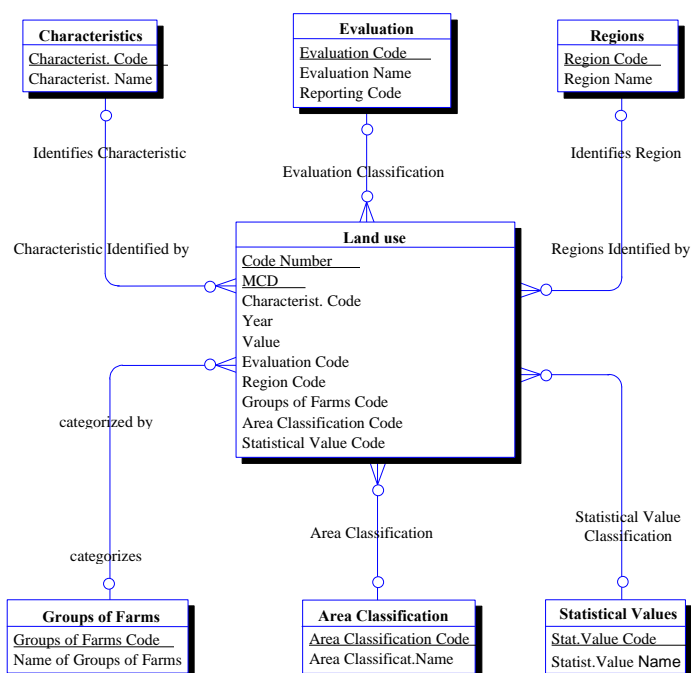 Characteristics
Characterist. Code
Characterist. Name
Evaluation
Evaluation Code
Evaluation Name
Reporting Code
Regions
Region Code
Region Name
Identifies Characteristic
Evaluation Classification
Identifies Region
Characteristic Identified by
Regions Identified by
Land use
Code Number
MCD
Characterist. Code
Year
Value
Evaluation Code
Region Code
Groups of Farms Code
Area Classification Code
Statistical Value Code
categorized by
categorizes
Area Classification
Statistical Value
Classification
Groups of Farms
Groups of Farms Code
Name of Groups of Farms
Area Classification
Area Classification Code
Area Classificat.Name
Statistical Values
Stat.Value Code
Statist.Value Name